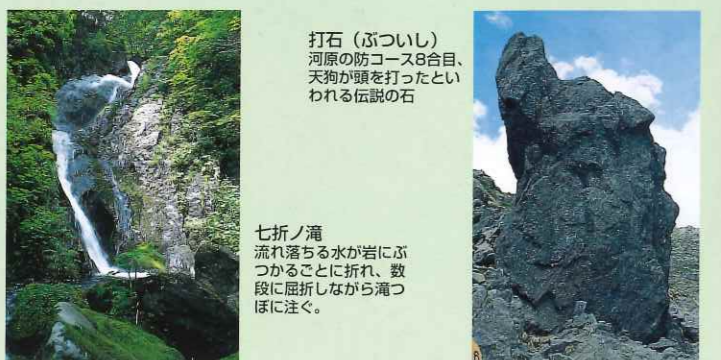 打石（ぶついし）
河原の防コース8合目、
天狗が頭を打ったとい
われる伝説の石
七折ノ滝
流れ落ちる水が岩にぶ
つかるごとに折れ、数
段に屈折しながら滝つ
ぼに注ぐ。